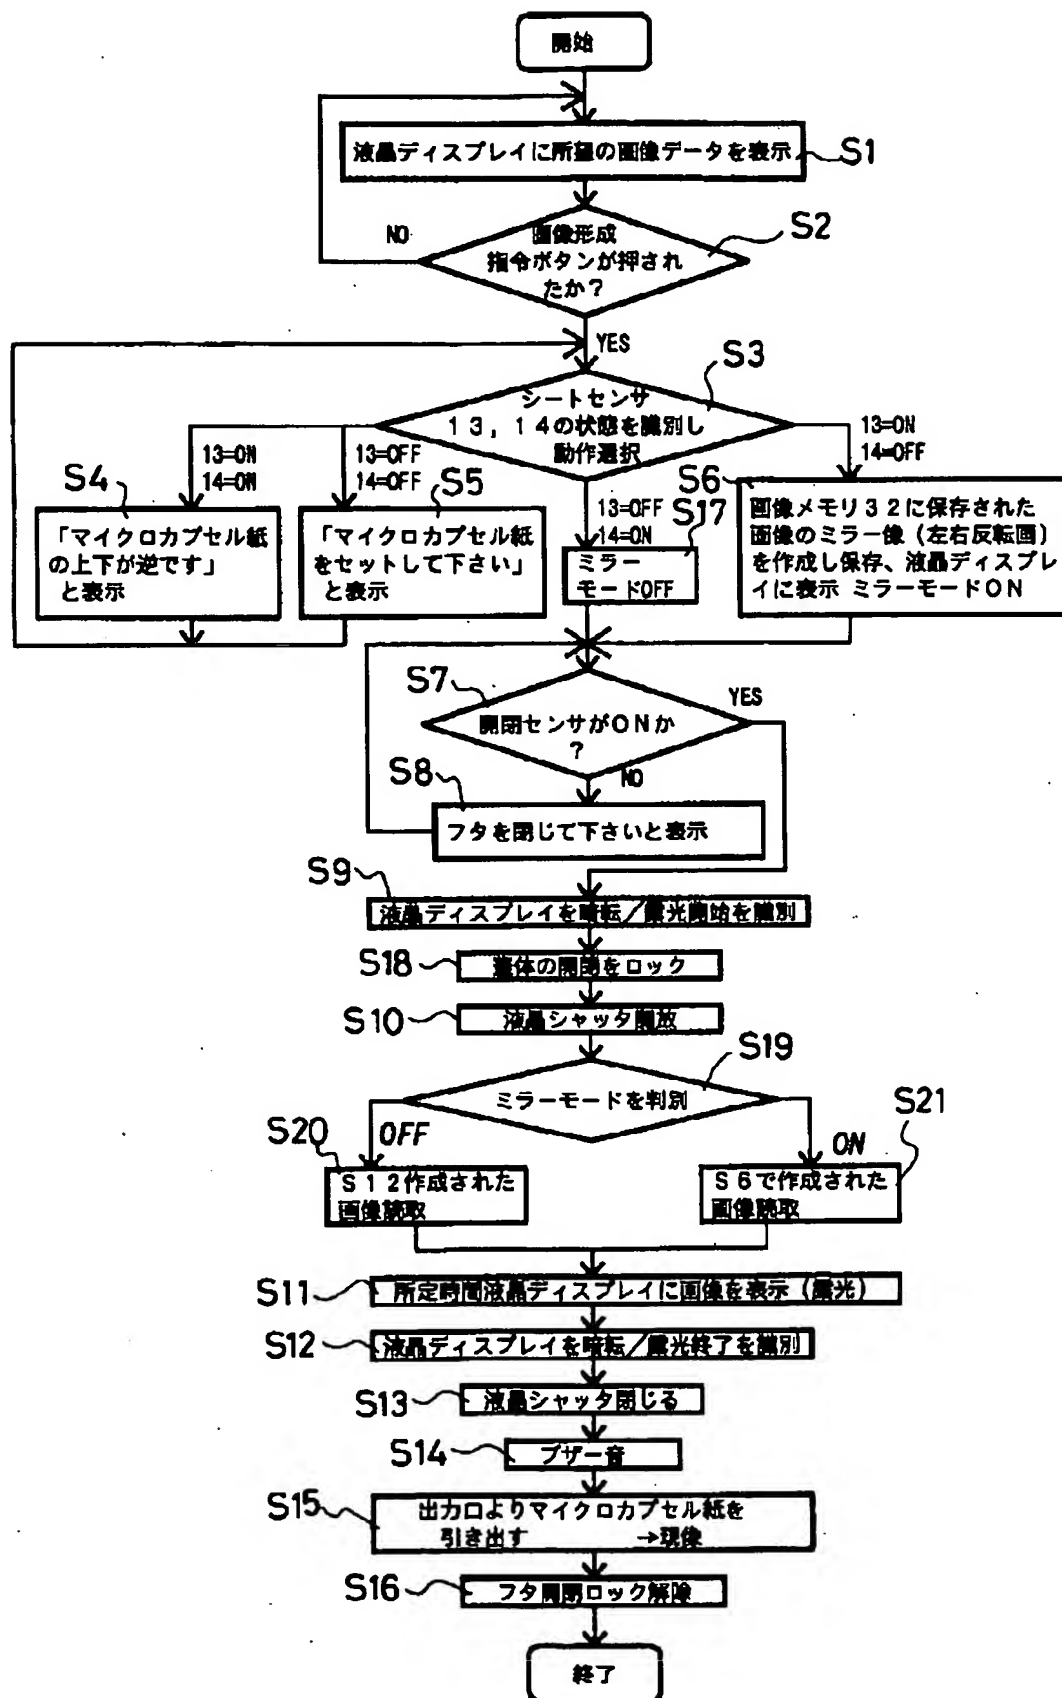 開始
液晶ディスプレイに所望の画像データを表示
S1
画像形成
指令ボタンが押され
たか？
S2
NO
YES
シートセンサ
１３，１４の状態を識別し
動作選択
S3
13=ON
14=ON
13=OFF
14=OFF
13=OFF
14=ON
13=ON
14=OFF
S4
「マイクロカプセル紙
の上下が逆です」
と表示
S5
「マイクロカプセル紙
をセットして下さい」
と表示
S17
ミラー
モードOFF
S6
画像メモリ３２に保存された
画像のミラー像（左右反転画）
を作成し保存、液晶ディスプレ
イに表示 ミラーモードＯＮ
S7
開閉センサがＯＮか
？
YES
NO
S8
フタを閉じて下さいと表示
S9
液晶ディスプレイを暗転／露光開始を識別
S18
蓋体の開閉をロック
S10
液晶シャッタ開放
S19
ミラーモードを判別
OFF
ON
S20
Ｓ１２作成された
画像読取
S21
Ｓ６で作成された
画像読取
S11
所定時間液晶ディスプレイに画像を表示（露光）
S12
液晶ディスプレイを暗転／露光終了を識別
S13
液晶シャッタ閉じる
S14
ブザー音
S15
出力口よりマイクロカプセル紙を
引き出す →現像
S16
フタ開閉ロック解除
終了